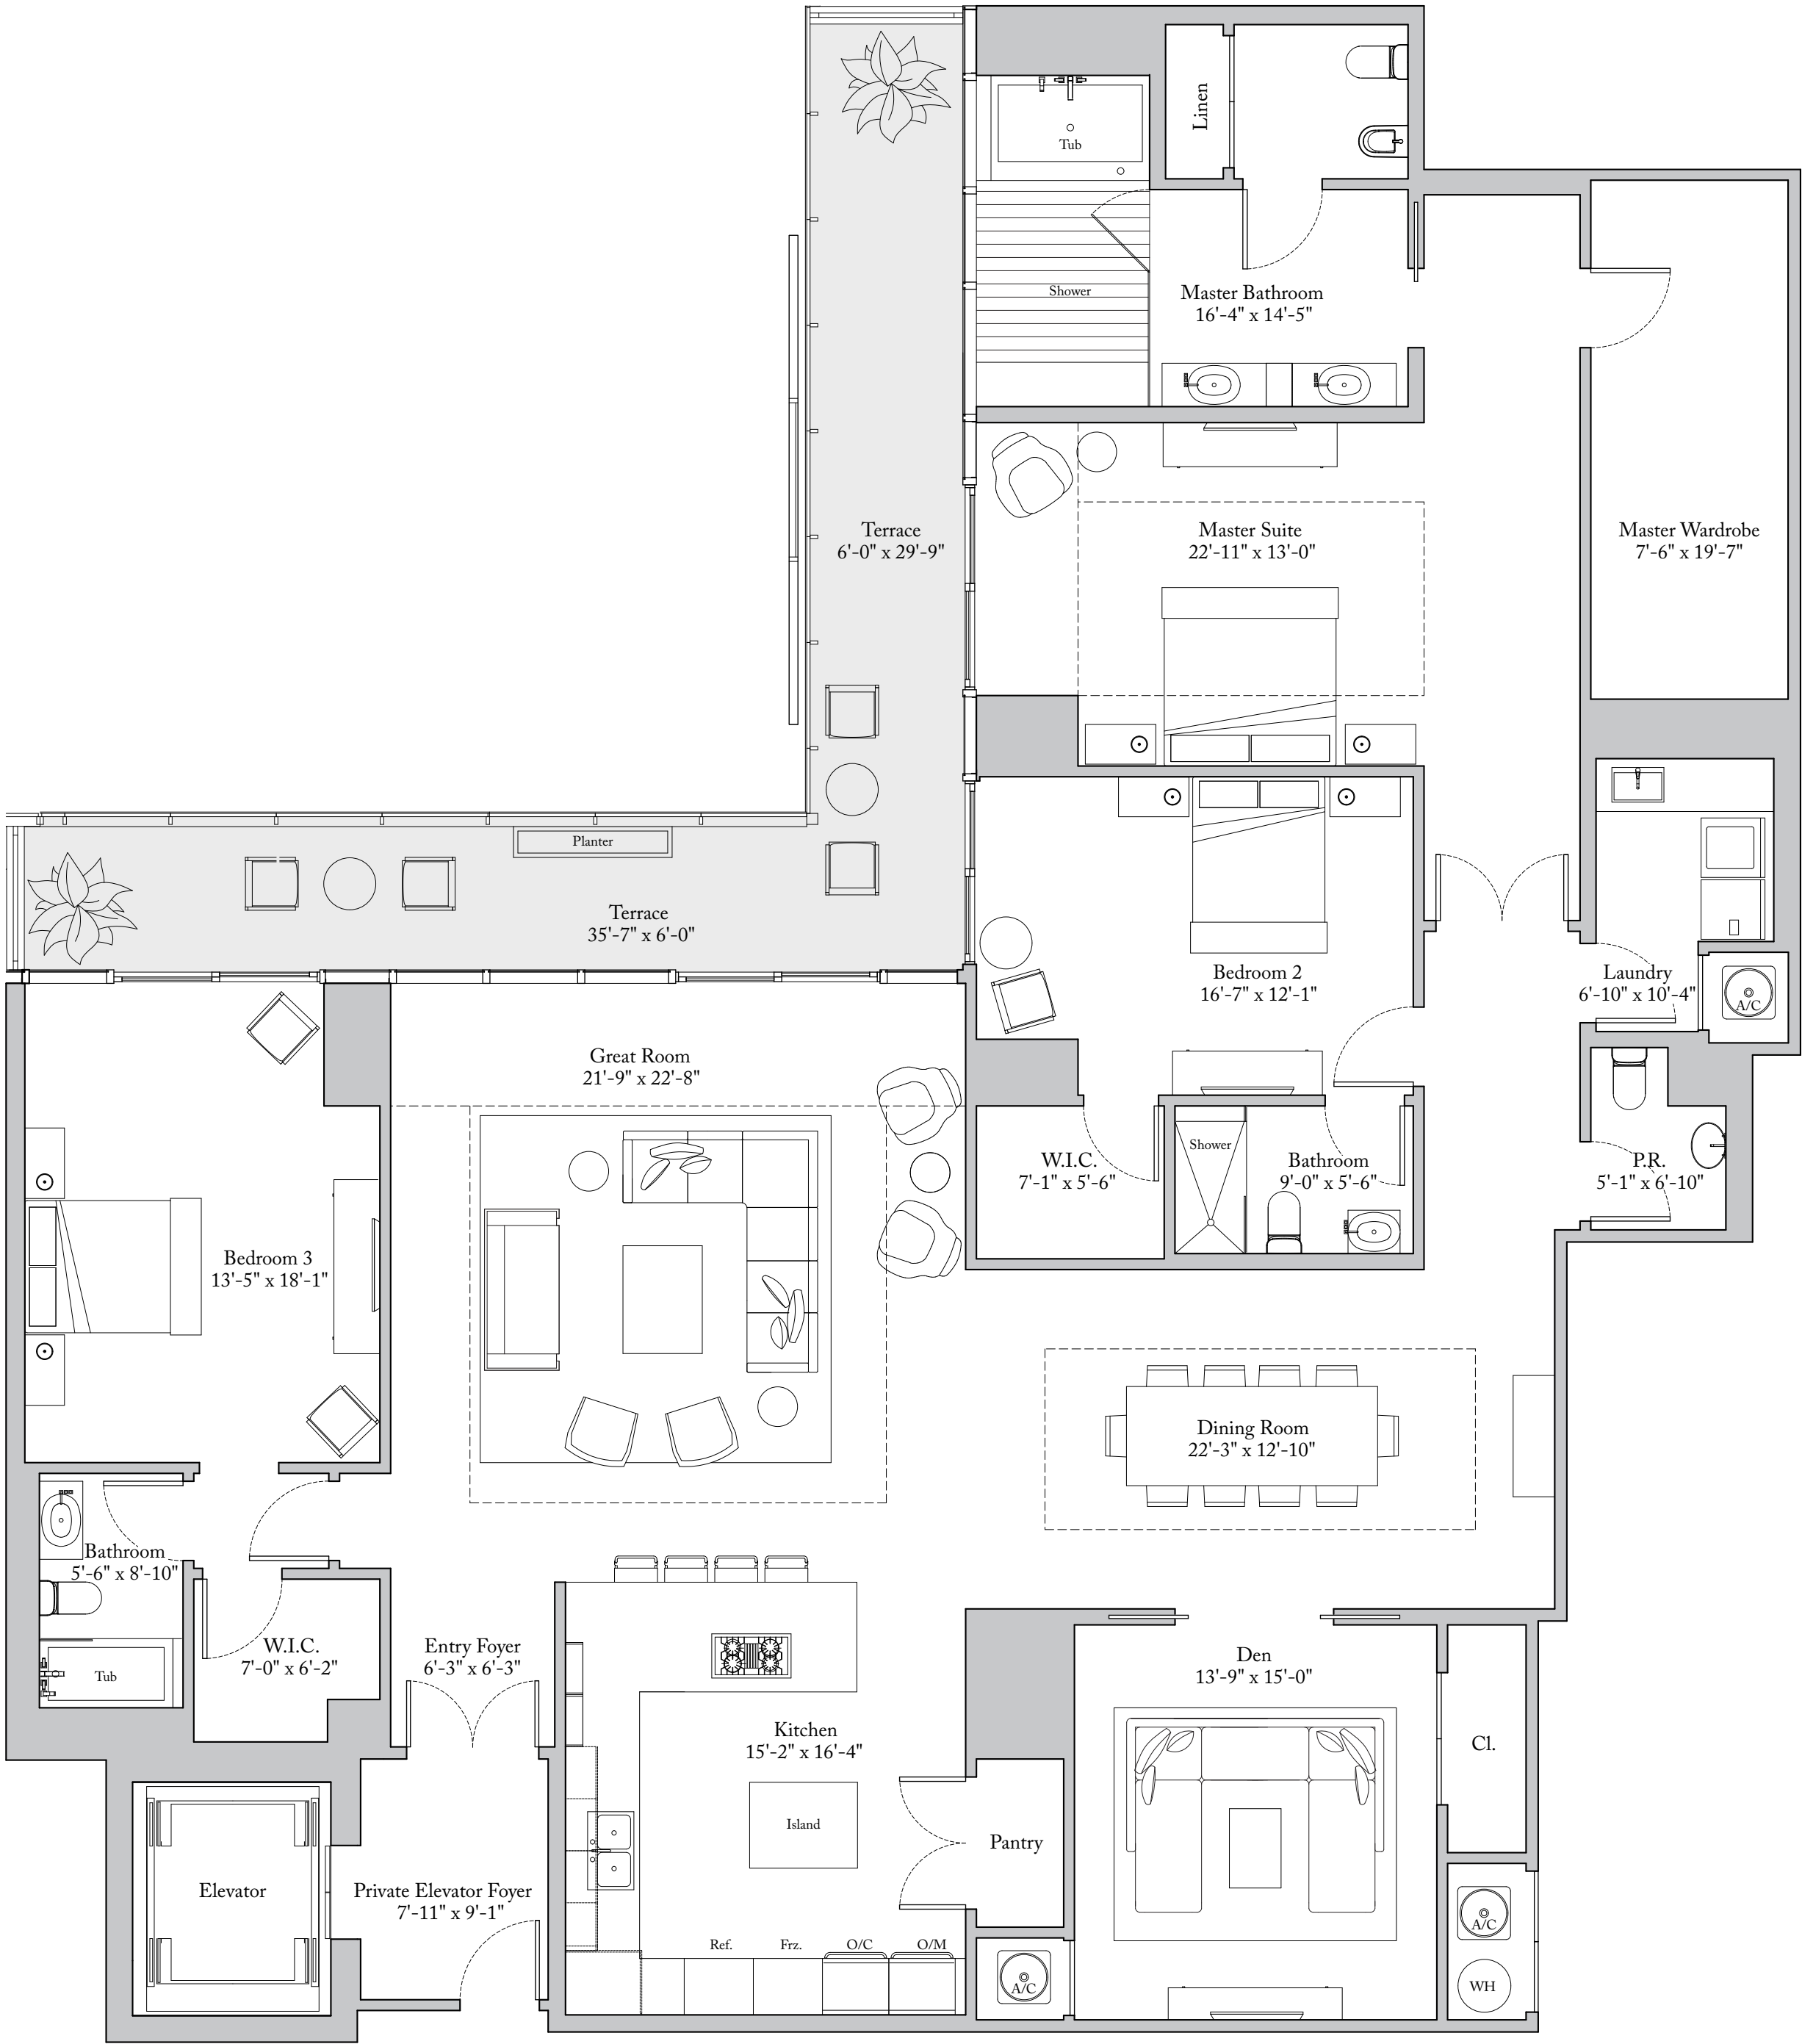 Linen
Tub
Shower
Master Bathroom
16'-4" x 14'-5"
Terrace
6'-0" x 29'-9"
Master Suite
22'-11" x 13'-0"
Master Wardrobe
7'-6" x 19'-7"
Planter
Terrace
35'-7" x 6'-0"
Bedroom 2
16'-7" x 12'-1"
Laundry
6'-10" x 10'-4"
A/C
Great Room
21'-9" x 22'-8"
Shower
W.I.C.
7'-1" x 5'-6"
Bathroom
9'-0" x 5'-6"
P.R.
5'-1" x 6'-10"
Bedroom 3
13'-5" x 18'-1"
Dining Room
22'-3" x 12'-10"
Bathroom
5'-6" x 8'-10"
W.I.C.
7'-0" x 6'-2"
Tub
Entry Foyer
6'-3" x 6'-3"
Den
13'-9" x 15'-0"
Kitchen
15'-2" x 16'-4"
Cl.
Island
Pantry
Elevator
Private Elevator Foyer
7'-11" x 9'-1"
Ref.
Frz.
O/C
O/M
A/C
A/C
WH